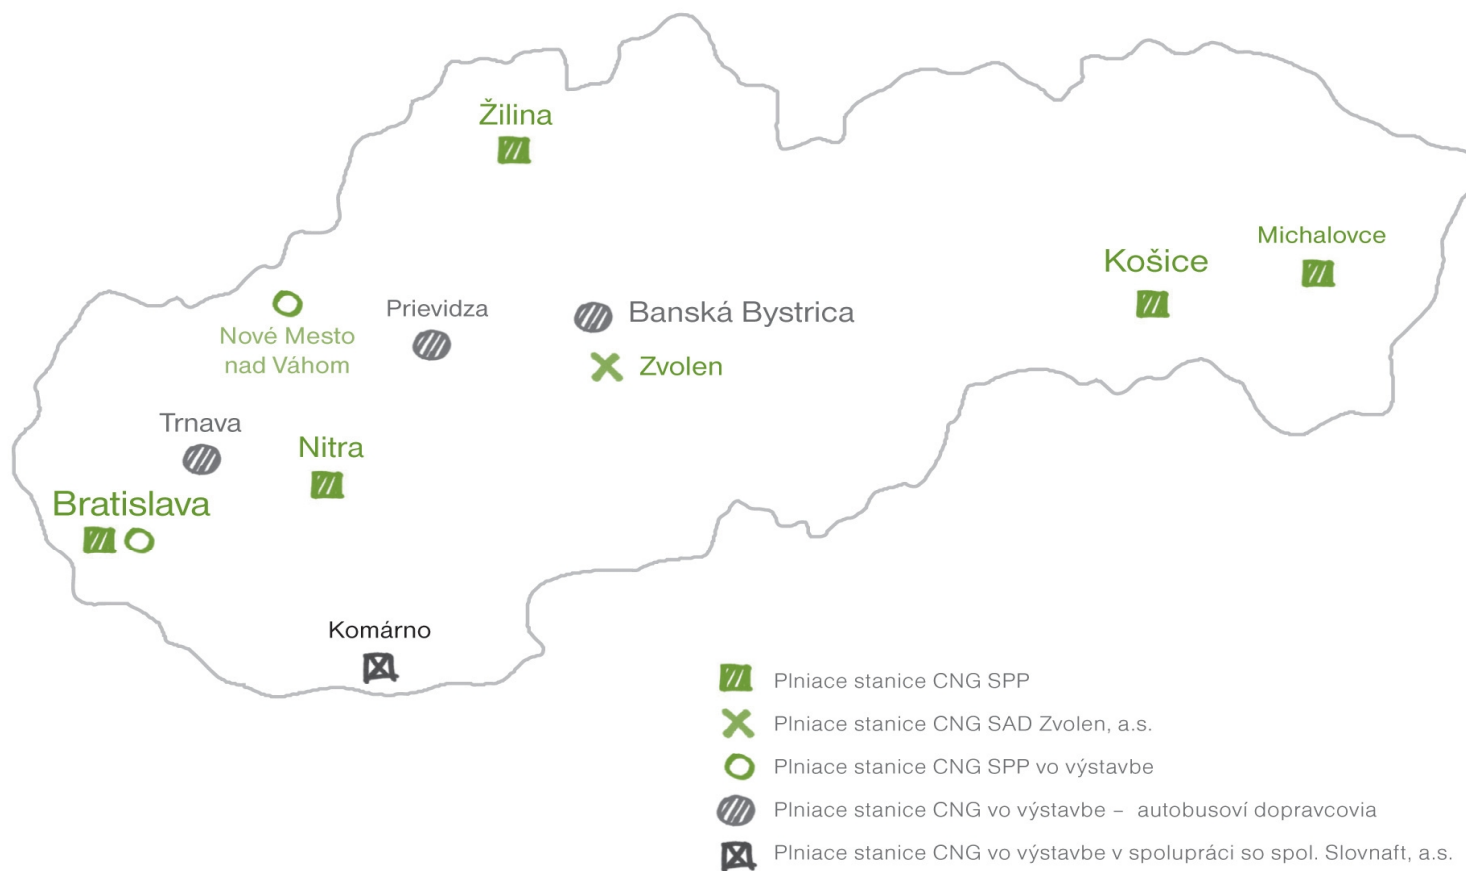 Žilina
Michalovce
Košice
Prievidza
Banská Bystrica
Nové Mesto
nad Váhom
Zvolen
Trnava
Nitra
Bratislava
Komárno
Plniace stanice CNG SPP
Plniace stanice CNG SAD Zvolen, a.s.
Plniace stanice CNG SPP vo výstavbe
Plniace stanice CNG vo výstavbe – autobusoví dopravcovia
Plniace stanice CNG vo výstavbe v spolupráci so spol. Slovnaft, a.s.